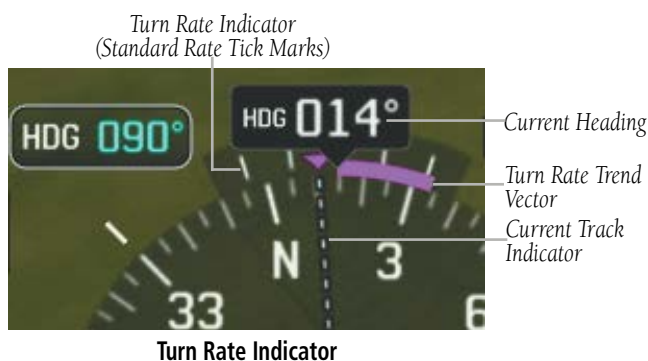 Turn Rate Indicator
(Standard Rate Tick Marks)
HDG 014°
HDG 090°
Current Heading
Turn Rate Trend
Vector
Current Track
Indicator
N
3
33
6
Turn Rate Indicator